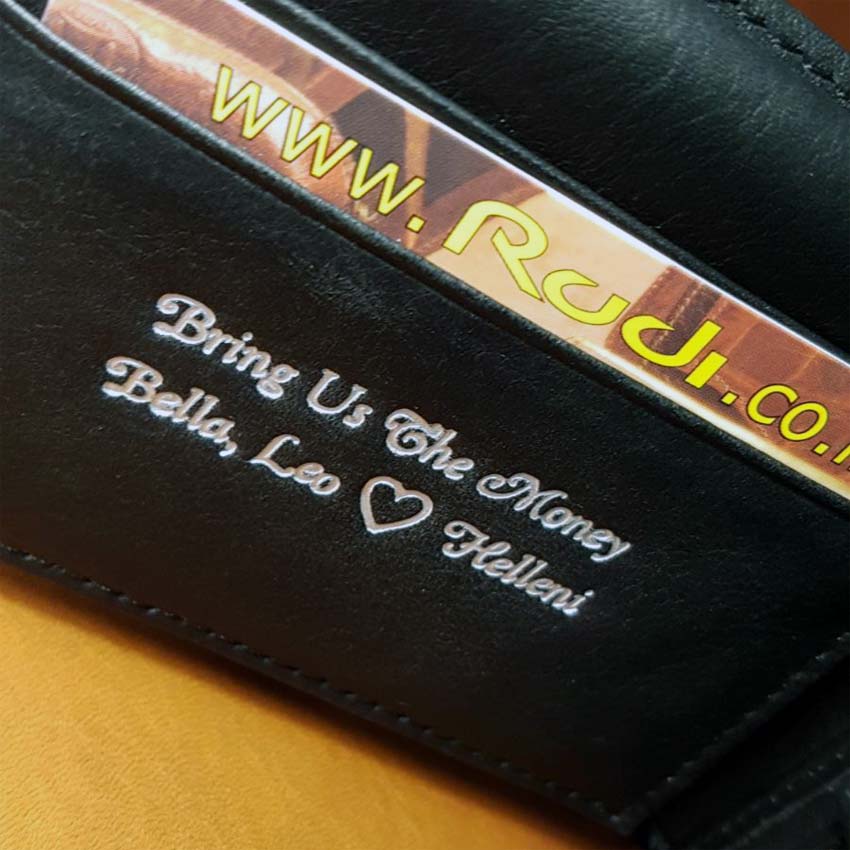 www.Rudi.co.
Bring Us The Money
Bella, Leo ♡ Helleni